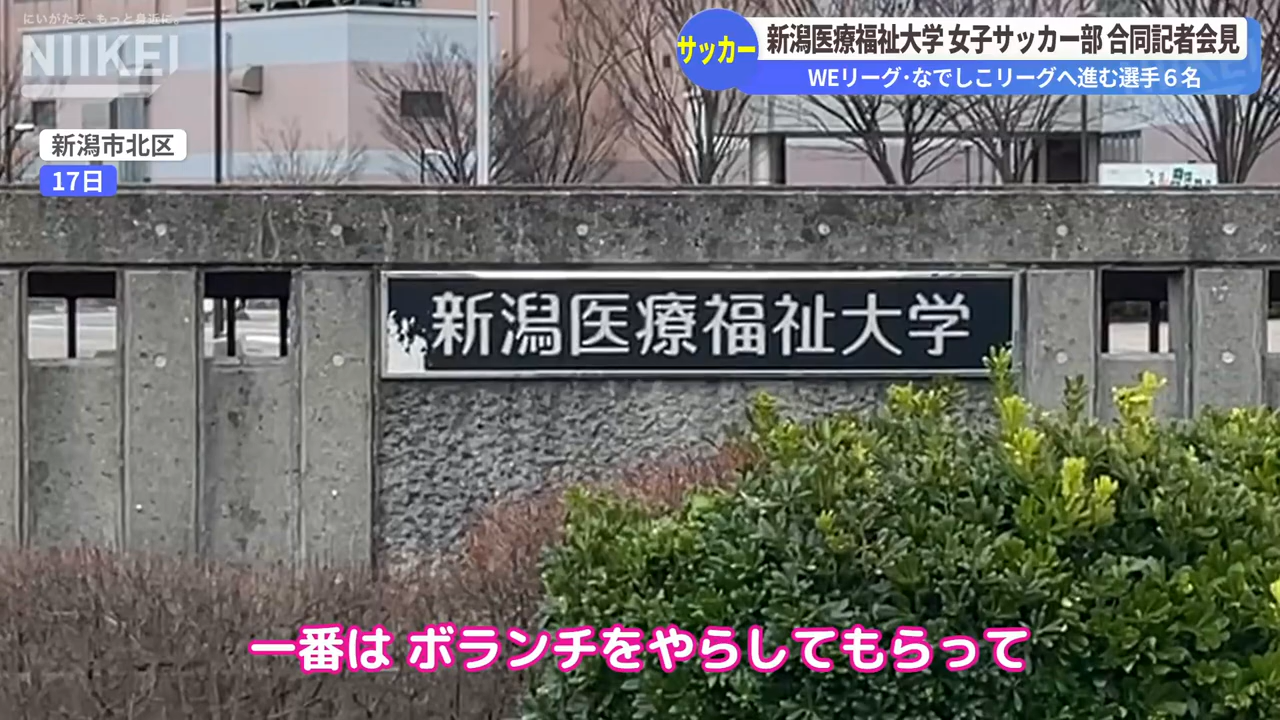 にいがたを、もっと身近に。
NIIKEI
サッカー
新潟医療福祉大学 女子サッカー部 合同記者会見
WEリーグ・なでしこリーグへ進む選手６名
新潟市北区
17日
新潟医療福祉大学
一番は ボランチをやらしてもらって